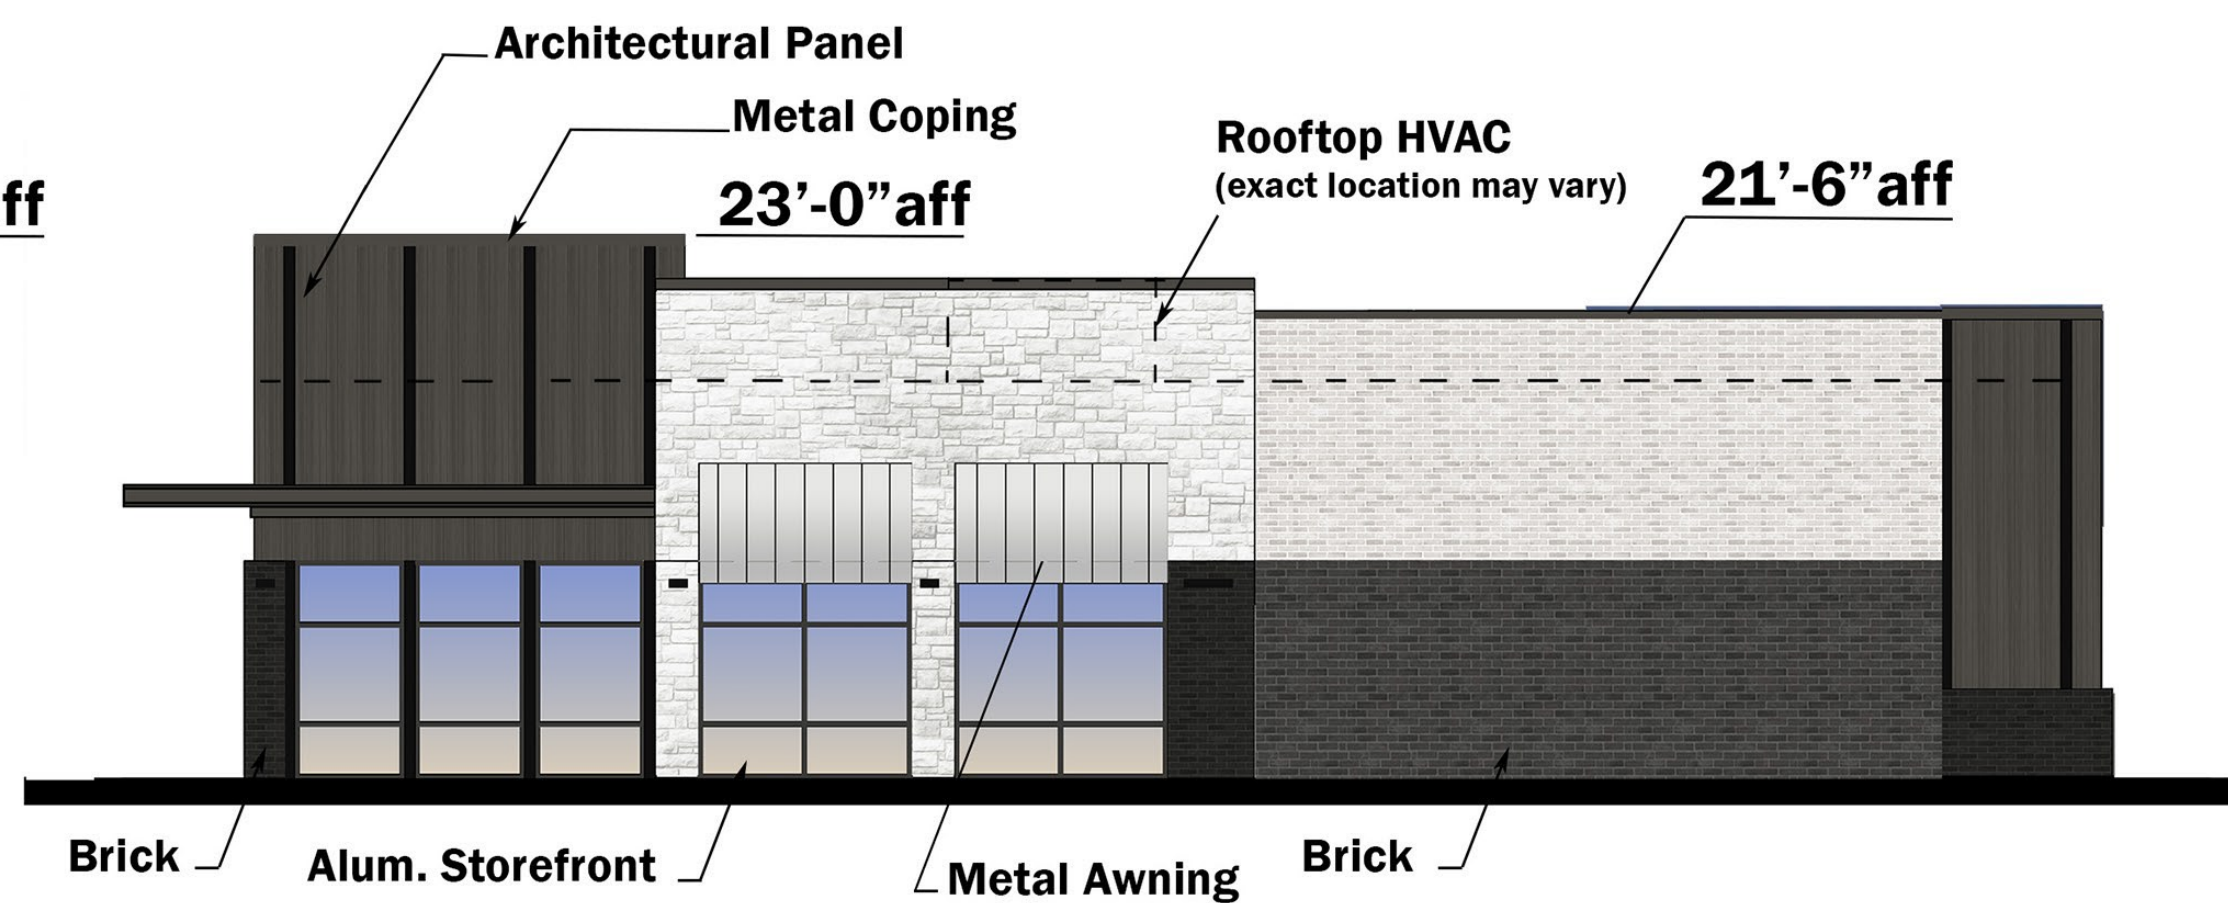 Architectural Panel
Metal Coping
Rooftop HVAC
(exact location may vary)
21’-6”aff
23’-0”aff
ff
Brick
Alum. Storefront
Metal Awning
Brick